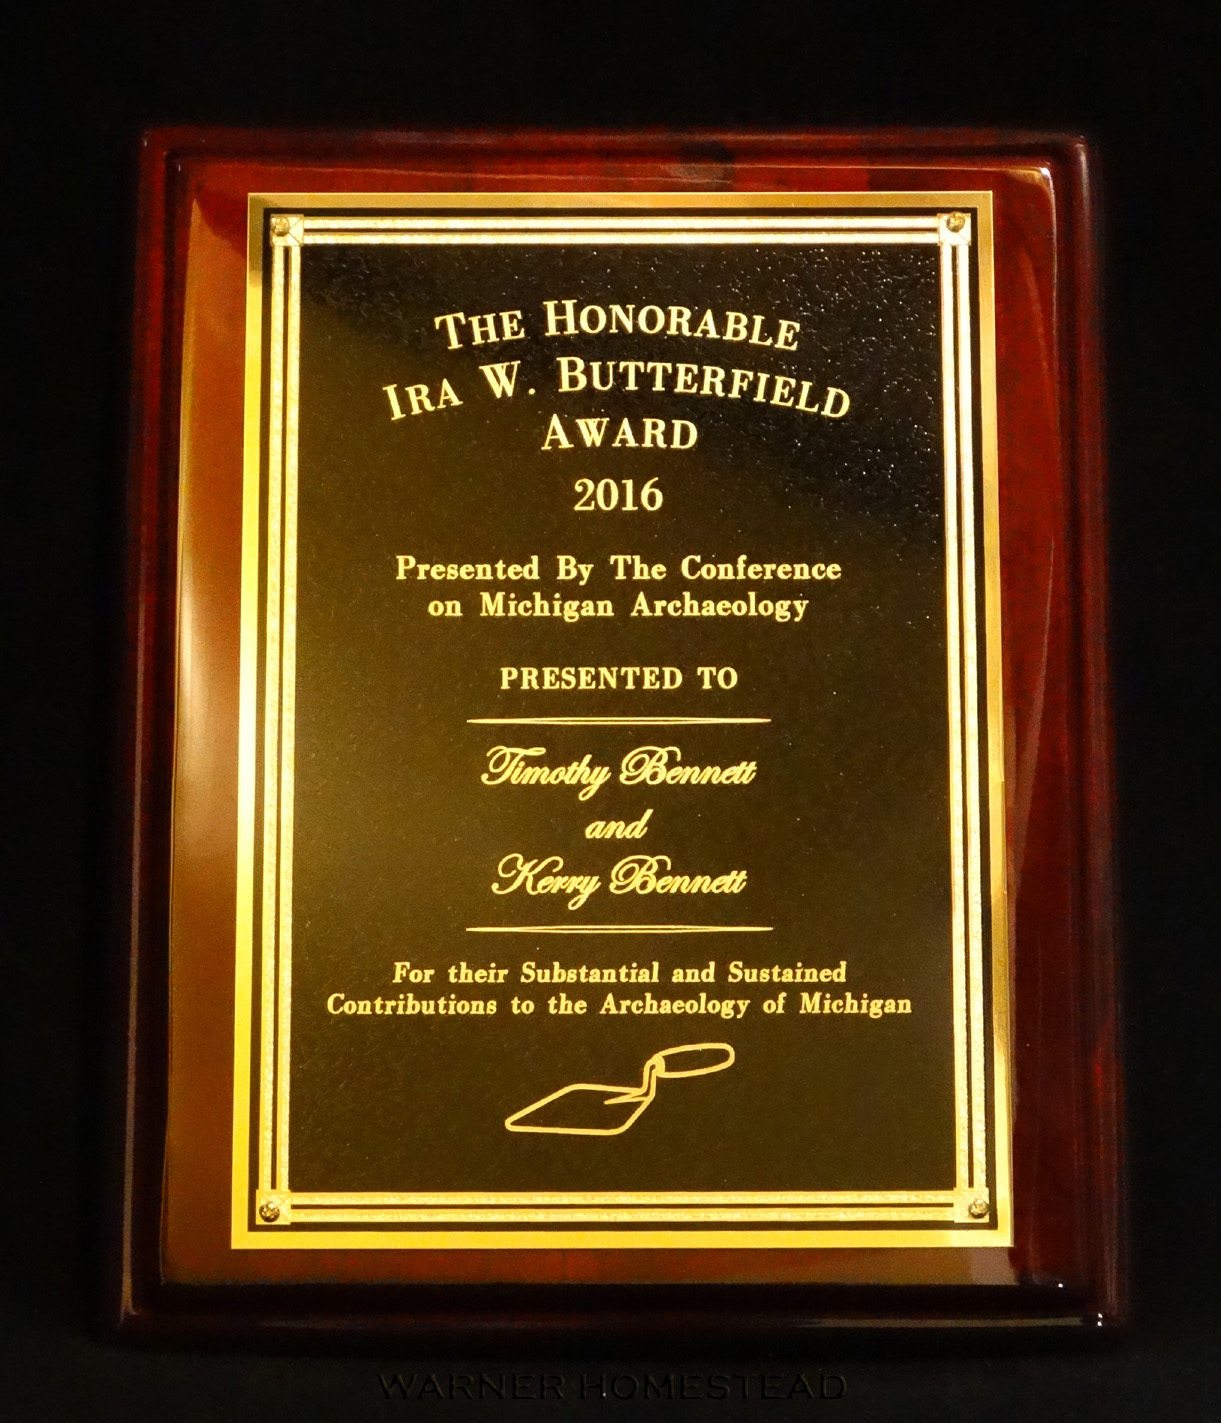 The Honorable
Ira W. Butterfield
Award
2016
Presented By The Conference
on Michigan Archaeology
PRESENTED TO
Timothy Bennett
and
Kerry Bennett
For their Substantial and Sustained
Contributions to the Archaeology of Michigan
WARNER HOMESTEAD